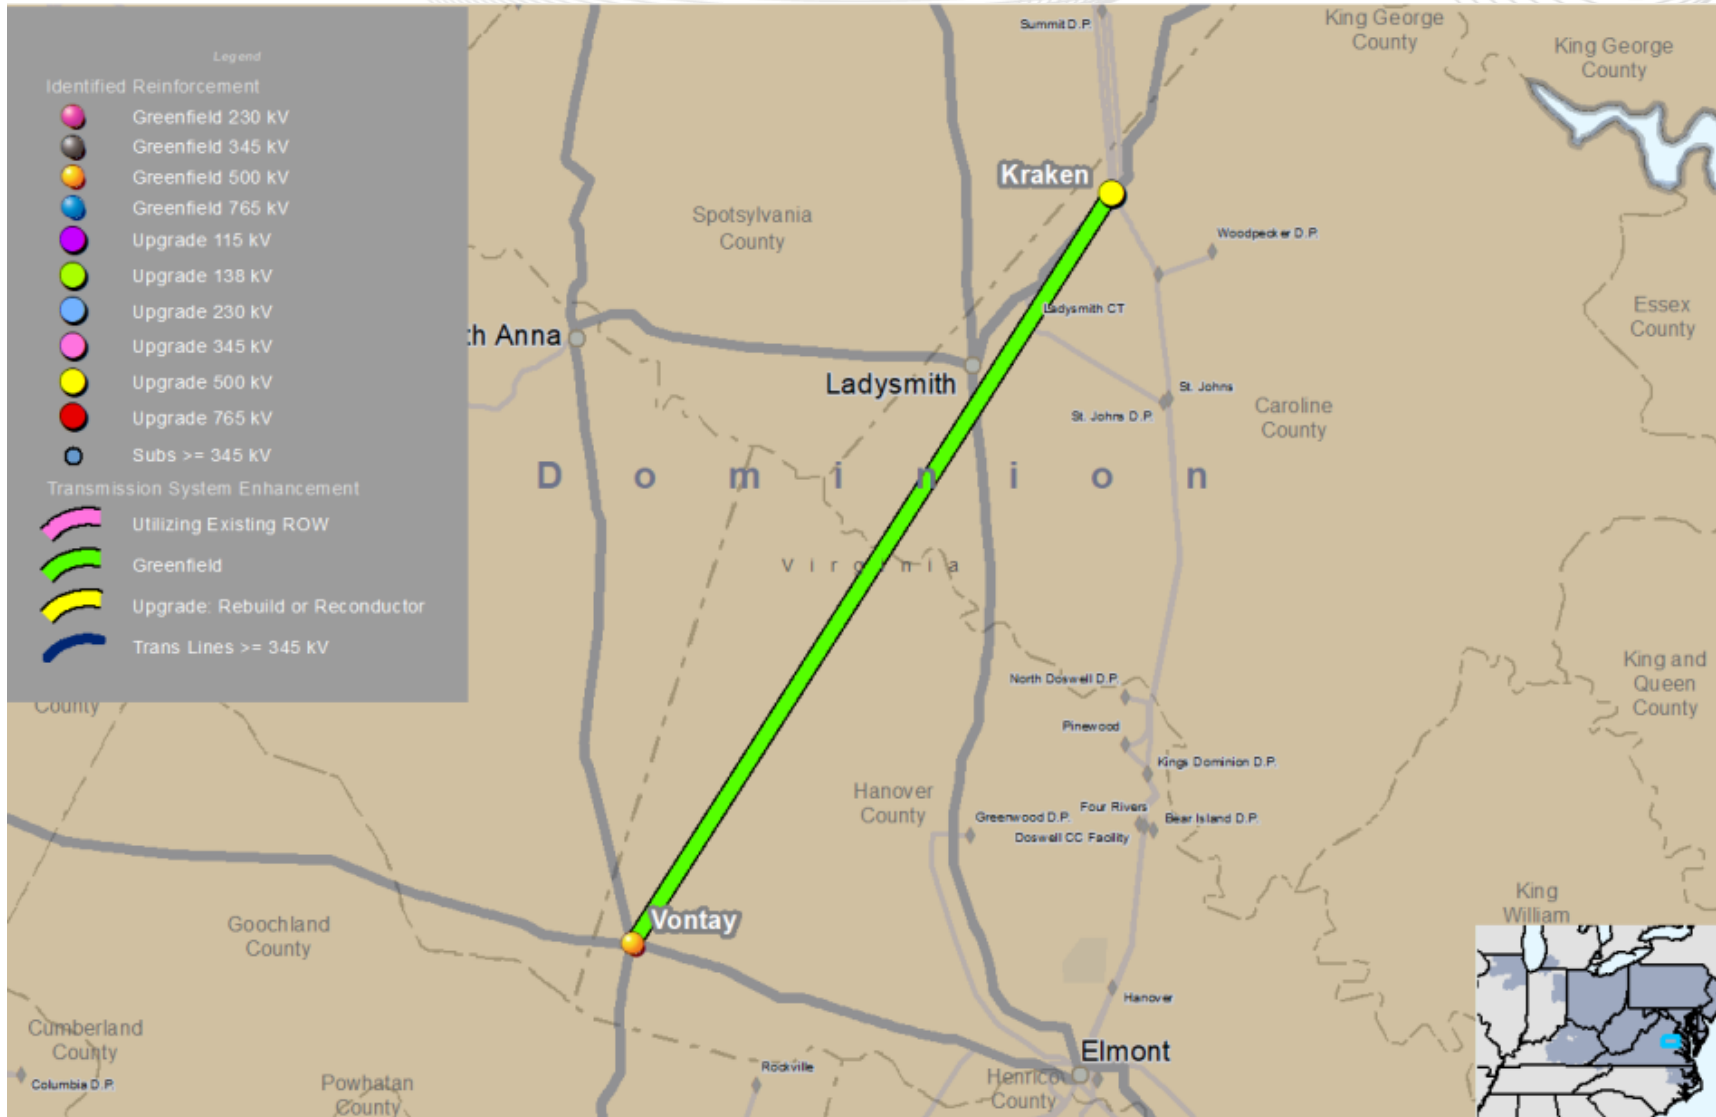 Legend
Identified Reinforcement
Greenfield 230 kV
Greenfield 345 kV
Greenfield 500 kV
Greenfield 765 kV
Upgrade 115 kV
Upgrade 138 kV
Upgrade 230 kV
Upgrade 345 kV
Upgrade 500 kV
Upgrade 765 kV
Subs >= 345 kV
Transmission System Enhancement
Utilizing Existing ROW
Greenfield
Upgrade: Rebuild or Reconductor
Trans Lines >= 345 kV
Summit D.P.
King George
County
King George
County
Kraken
Spotsylvania
County
Woodpecker D.P.
Ladysmith CT
Essex
County
th Anna
Ladysmith
St. Johns
St. Johns D.P.
Caroline
County
Dominion
Virginia
North Doswell D.P.
King and
Queen
County
County
Pinewood
Kings Dominion D.P.
Hanover
County
Four Rivers
Greenwood D.P.
Bear Island D.P.
Doswell CC Facility
King
William
Vontay
Goochland
County
Hanover
Cumberland
County
Elmont
Rockville
Henrico
County
Columbia D.P.
Powhatan
County